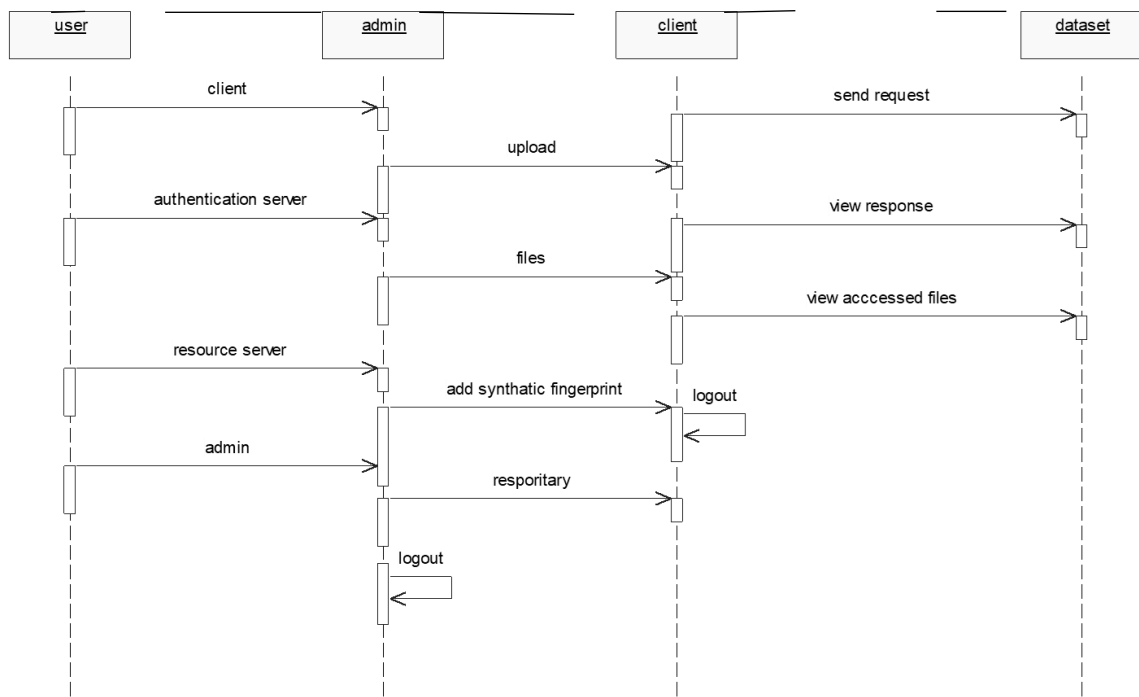 user
admin
client
dataset
client
send request
upload
authentication server
view response
files
view acccessed files
resource server
add synthatic fingerprint
logout
admin
resporitary
logout